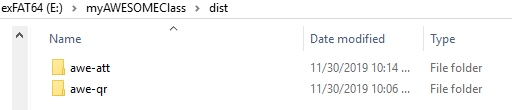 exFAT64 (E:) > myAWESOMEClass > dist
Name Date modified Type
awe-att 11/30/2019 10:14 ... File folder
awe-qr 11/30/2019 10:06 ... File folder